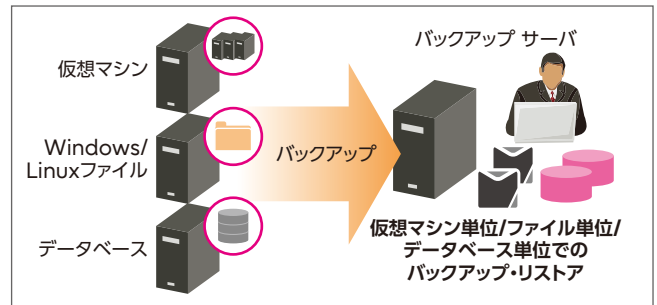 仮想マシン
Windows/
Linuxファイル
データベース
バックアップ
バックアップ サーバ
仮想マシン単位/ファイル単位/
データベース単位での
バックアップ・リストア